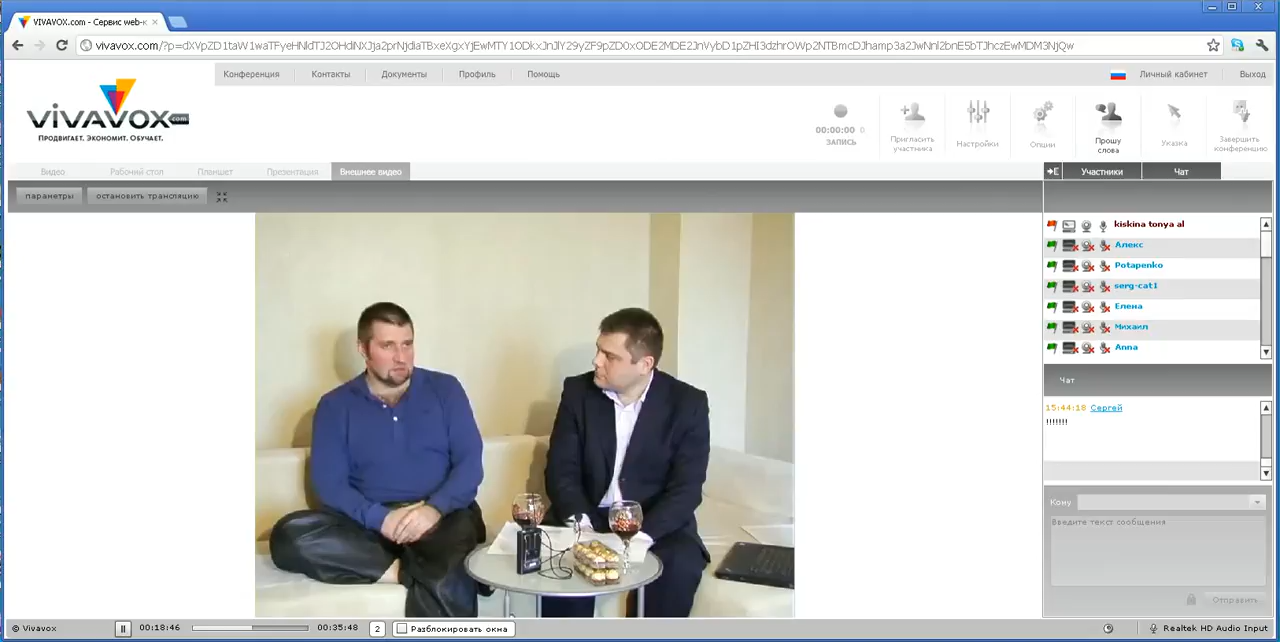 VIVAVOX.com - Сервис web-к
vivavox.com/
Конференция Контакты Документы Профиль Помощь Личный кабинет Выход
vivavox.com
ПРОДВИГАЕТ. ЭКОНОМИТ. ОБУЧАЕТ.
00:00:00 0
ЗАПИСЬ
Пригласить
участника
Настройки
Опции
Прошу
слова
Указка
Завершить
конференцию
Видео Рабочий стол Планшет Презентация Внешнее видео Участники Чат
параметры остановить трансляцию
kiskina tonya al
Алекс
Potapenko
serg-cat1
Елена
Михаил
Anna
Чат
15:44:18 Сергей
!!!!!!!
Кому
Введите текст сообщения
Отправить
© Vivavox 00:18:46 00:35:48 2 Разблокировать окна Realtek HD Audio Input